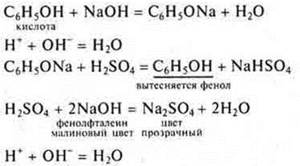 C₆H₅OH + NaOH = C₆H₅ONa + H₂O
кислота
H⁺ + OH⁻ = H₂O
C₆H₅ONa + H₂SO₄ = C₆H₅OH + NaHSO₄
вытесняется фенол
H₂SO₄ + 2NaOH = Na₂SO₄ + 2H₂O
фенолфталеин цвет
малиновый цвет прозрачный
H⁺ + OH⁻ = H₂O